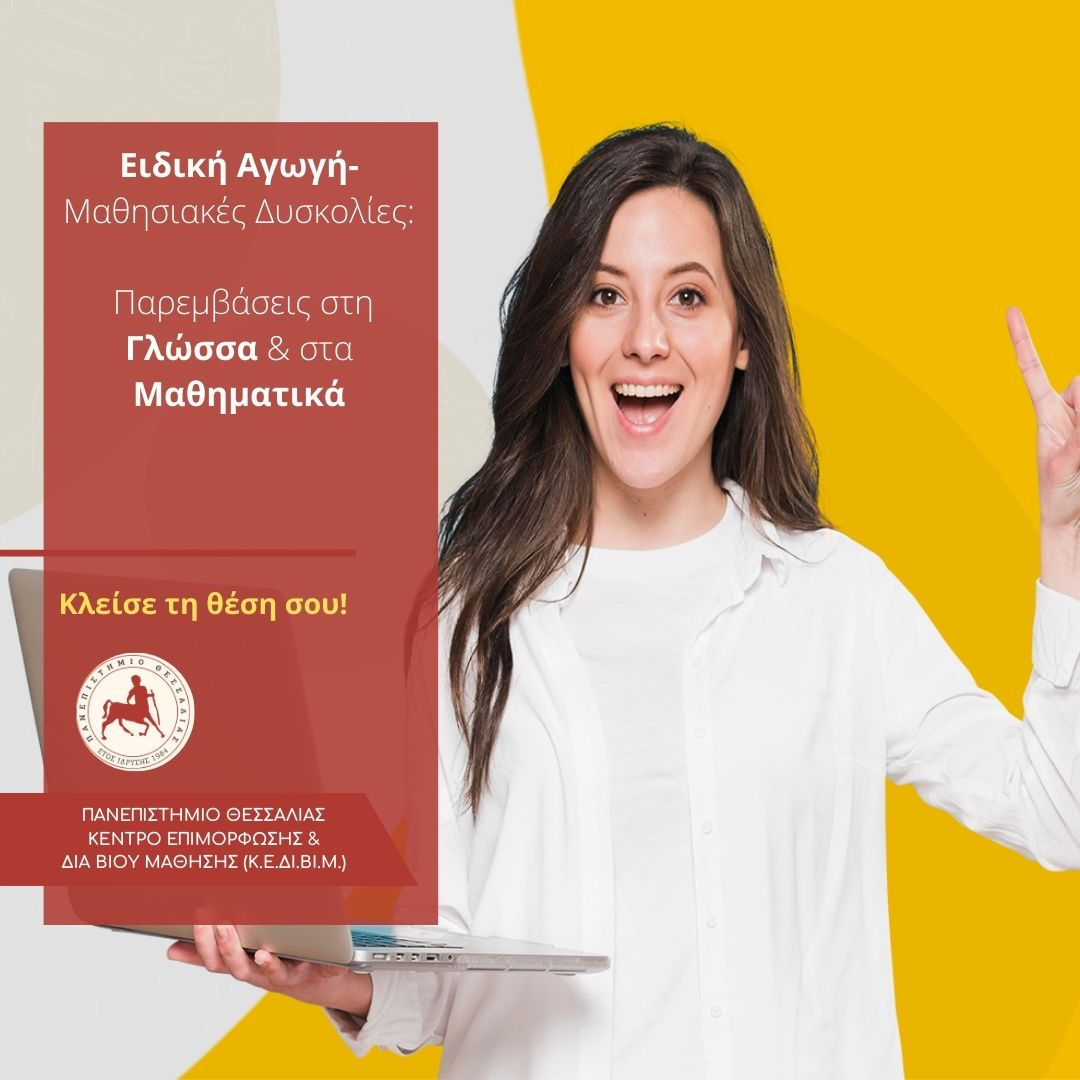 Ειδική Αγωγή-
Μαθησιακές Δυσκολίες:
Παρεμβάσεις στη
Γλώσσα & στα
Μαθηματικά
Κλείσε τη θέση σου!
ΠΑΝΕΠΙΣΤΗΜΙΟ ΘΕΣΣΑΛΙΑΣ
ΕΤΟΣ ΙΔΡΥΣΗΣ 1984
ΠΑΝΕΠΙΣΤΗΜΙΟ ΘΕΣΣΑΛΙΑΣ
ΚΕΝΤΡΟ ΕΠΙΜΟΡΦΩΣΗΣ &
ΔΙΑ ΒΙΟΥ ΜΑΘΗΣΗΣ (Κ.Ε.ΔΙ.ΒΙ.Μ.)